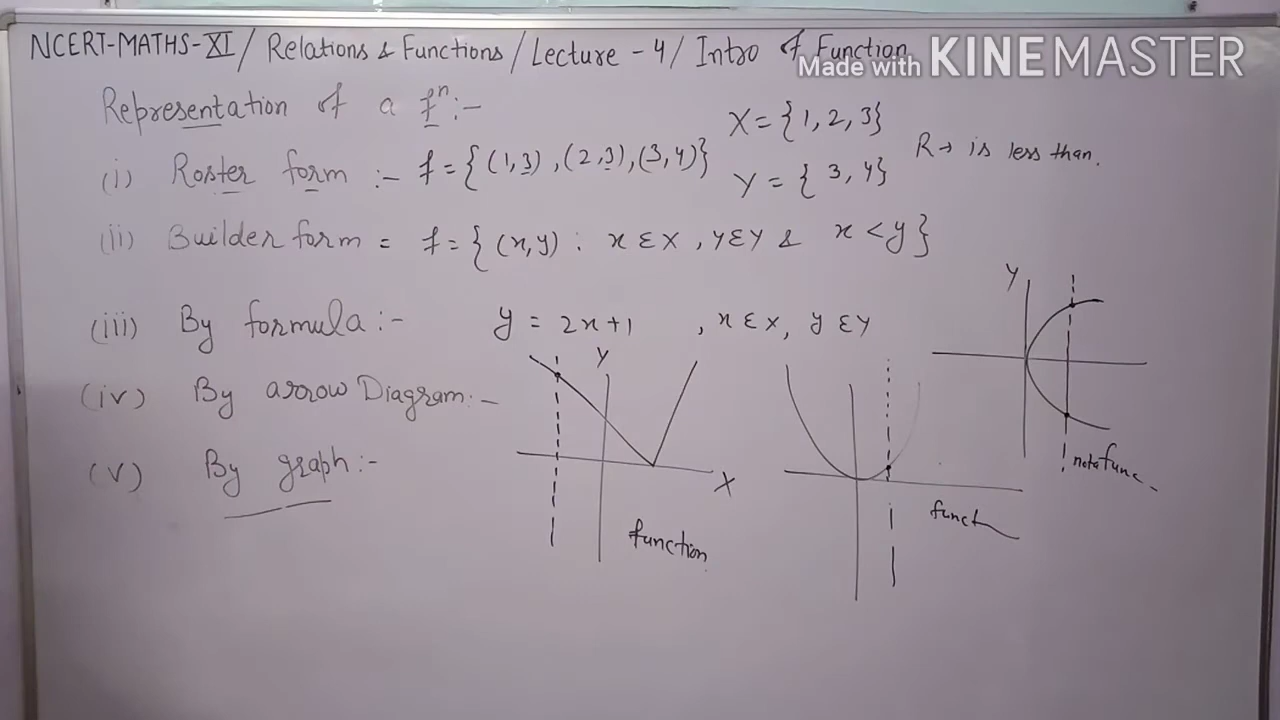 NCERT-MATHS-XI / Relations & Functions / Lecture - 4 / Intro of Function
Made with KINEMASTER
Representation of a fⁿ :-
X = {1, 2, 3}
(i) Roster form :- f = {(1,3), (2,3), (3,4)}
Y = {3, 4}
R → is less than.
(ii) Builder form = f = {(x,y) : x ε X , y ε Y & x < y}
(iii) By formula :- y = 2x+1 , x ε X, y ε Y
(iv) By arrow Diagram :-
(v) By graph :-
Y
X
function
funct
Y
not a func